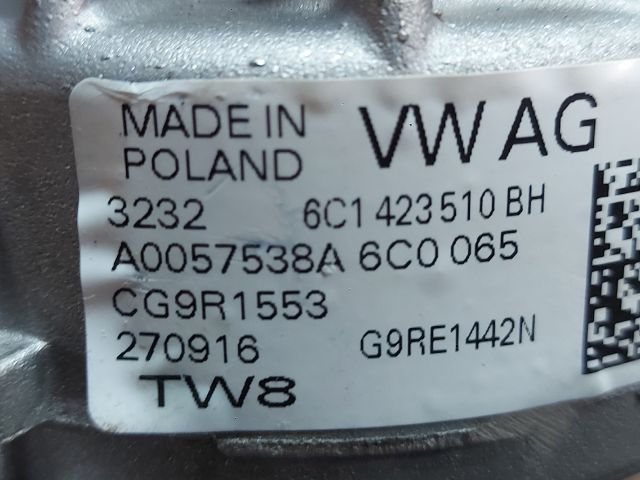 MADE IN VW AG
POLAND
3232 6C1 423 510 BH
A0057538A 6C0 065
CG9R1553
270916 G9RE1442N
TW8